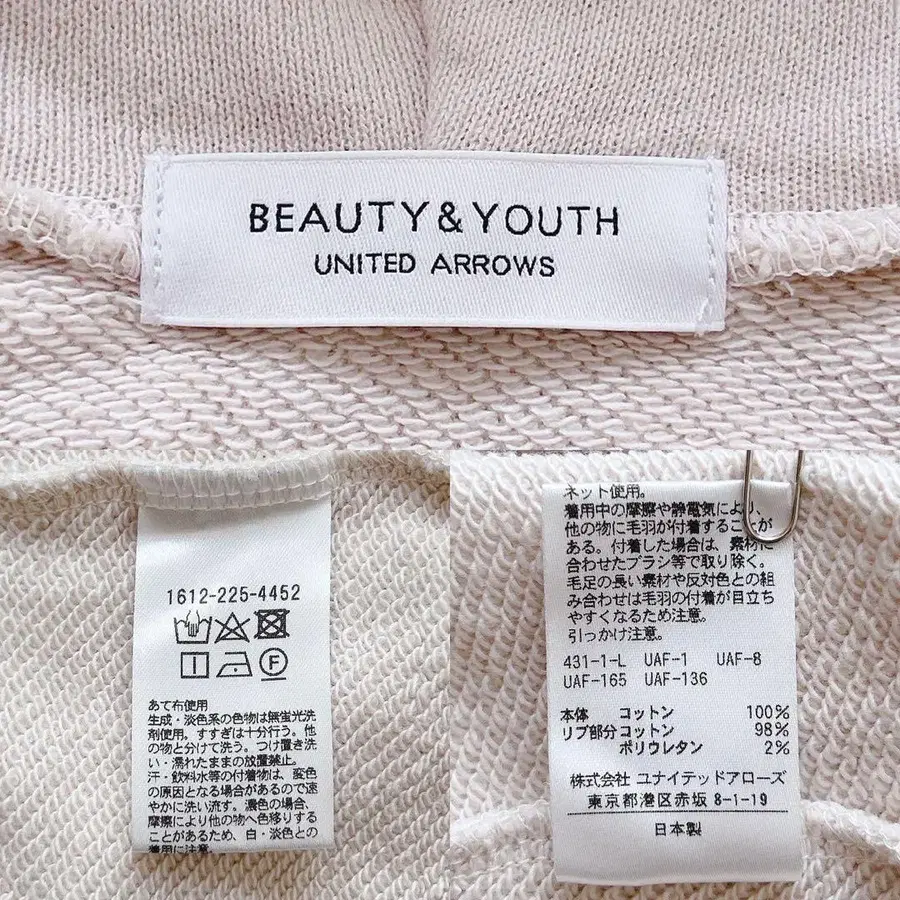 BEAUTY&YOUTH
UNITED ARROWS
1612-225-4452
あて布使用
生成・淡色系の色物は無蛍光洗
剤使用。すすぎは十分行う。他
の物と分けて洗う。つけ置き洗
い・濡れたままの放置禁止。
汗・飲料水等の付着物は、変色
の原因となる場合があるので速
やかに洗い流す。濃色の場合、
摩擦により他の物へ色移りする
ことがあるため、白・淡色との
着用に注意。
ネット使用。
着用中の摩擦や静電気により、
他の物に毛羽が付着することが
ある。付着した場合は、素材に
合わせたブラシ等で取り除く。
毛足の長い素材や反対色との組
み合わせは毛羽の付着が目立ち
やすくなるため注意。
引っかけ注意。
431-1-L UAF-1 UAF-8
UAF-165 UAF-136
本体 コットン 100%
リブ部分コットン 98%
ポリウレタン 2%
株式会社 ユナイテッドアローズ
東京都港区赤坂 8-1-19
日本製